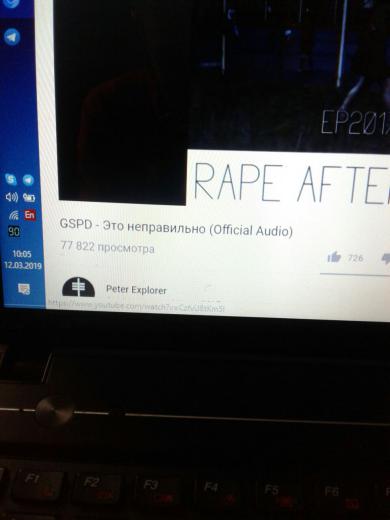 EP201
RAPE AFTE
GSPD - Это неправильно (Official Audio)
77 822 просмотра
726
Peter Explorer
En
90
10:05
12.03.2019
F1
F2
F3
F4
F5
F6